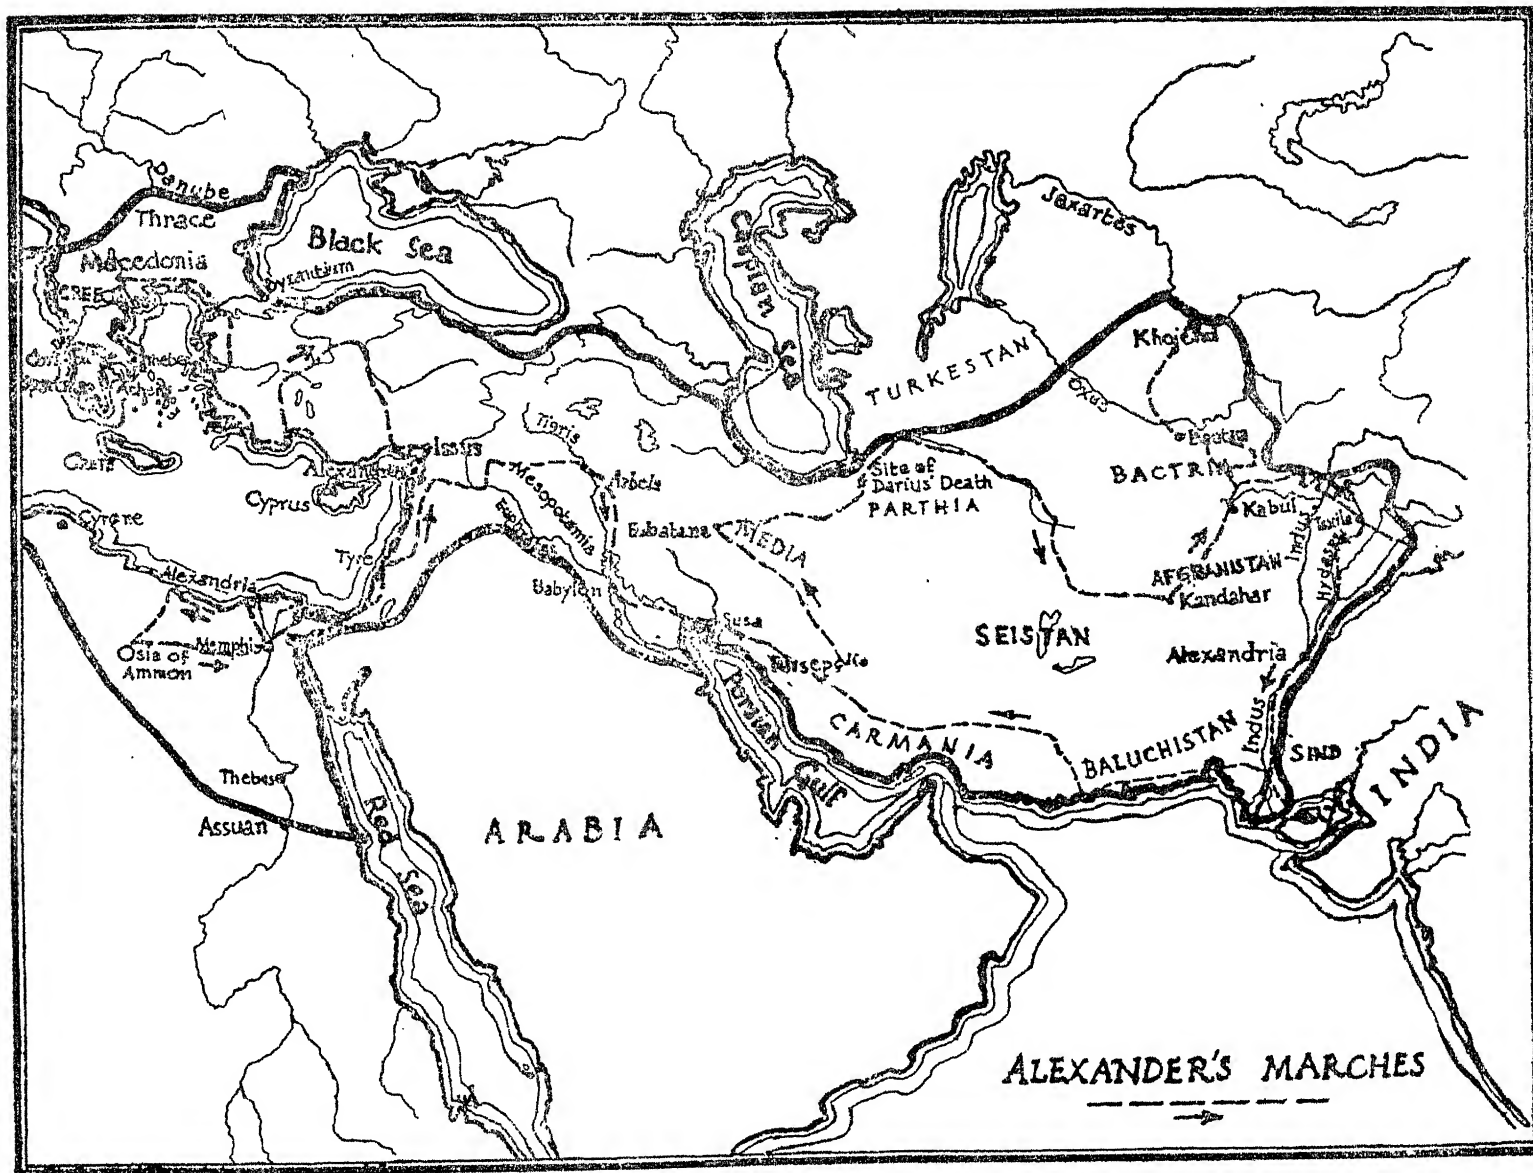 Danube
Thrace
Macedonia
Black Sea
Byzantium
Caspian
Sea
Jaxartes
TURKESTAN
Khojend
Oxus
Bactra
BACTRIA
Kabul
Taxila
Indus
Hydaspes
AFGHANISTAN
Kandahar
Site of
Darius' Death
PARTHIA
Ecbatana
MEDIA
Tigris
Arbela
Mesopotamia
Euphrates
Babylon
Issus
Cyprus
Crete
Tyre
Cyrene
Alexandria
Memphis
Osia of
Ammon
Thebes
Assuan
Red
Sea
ARABIA
Susa
Persian
Gulf
CARMANIA
SEISTAN
BALUCHISTAN
Alexandria
Indus
SIND
INDIA
ALEXANDER'S MARCHES